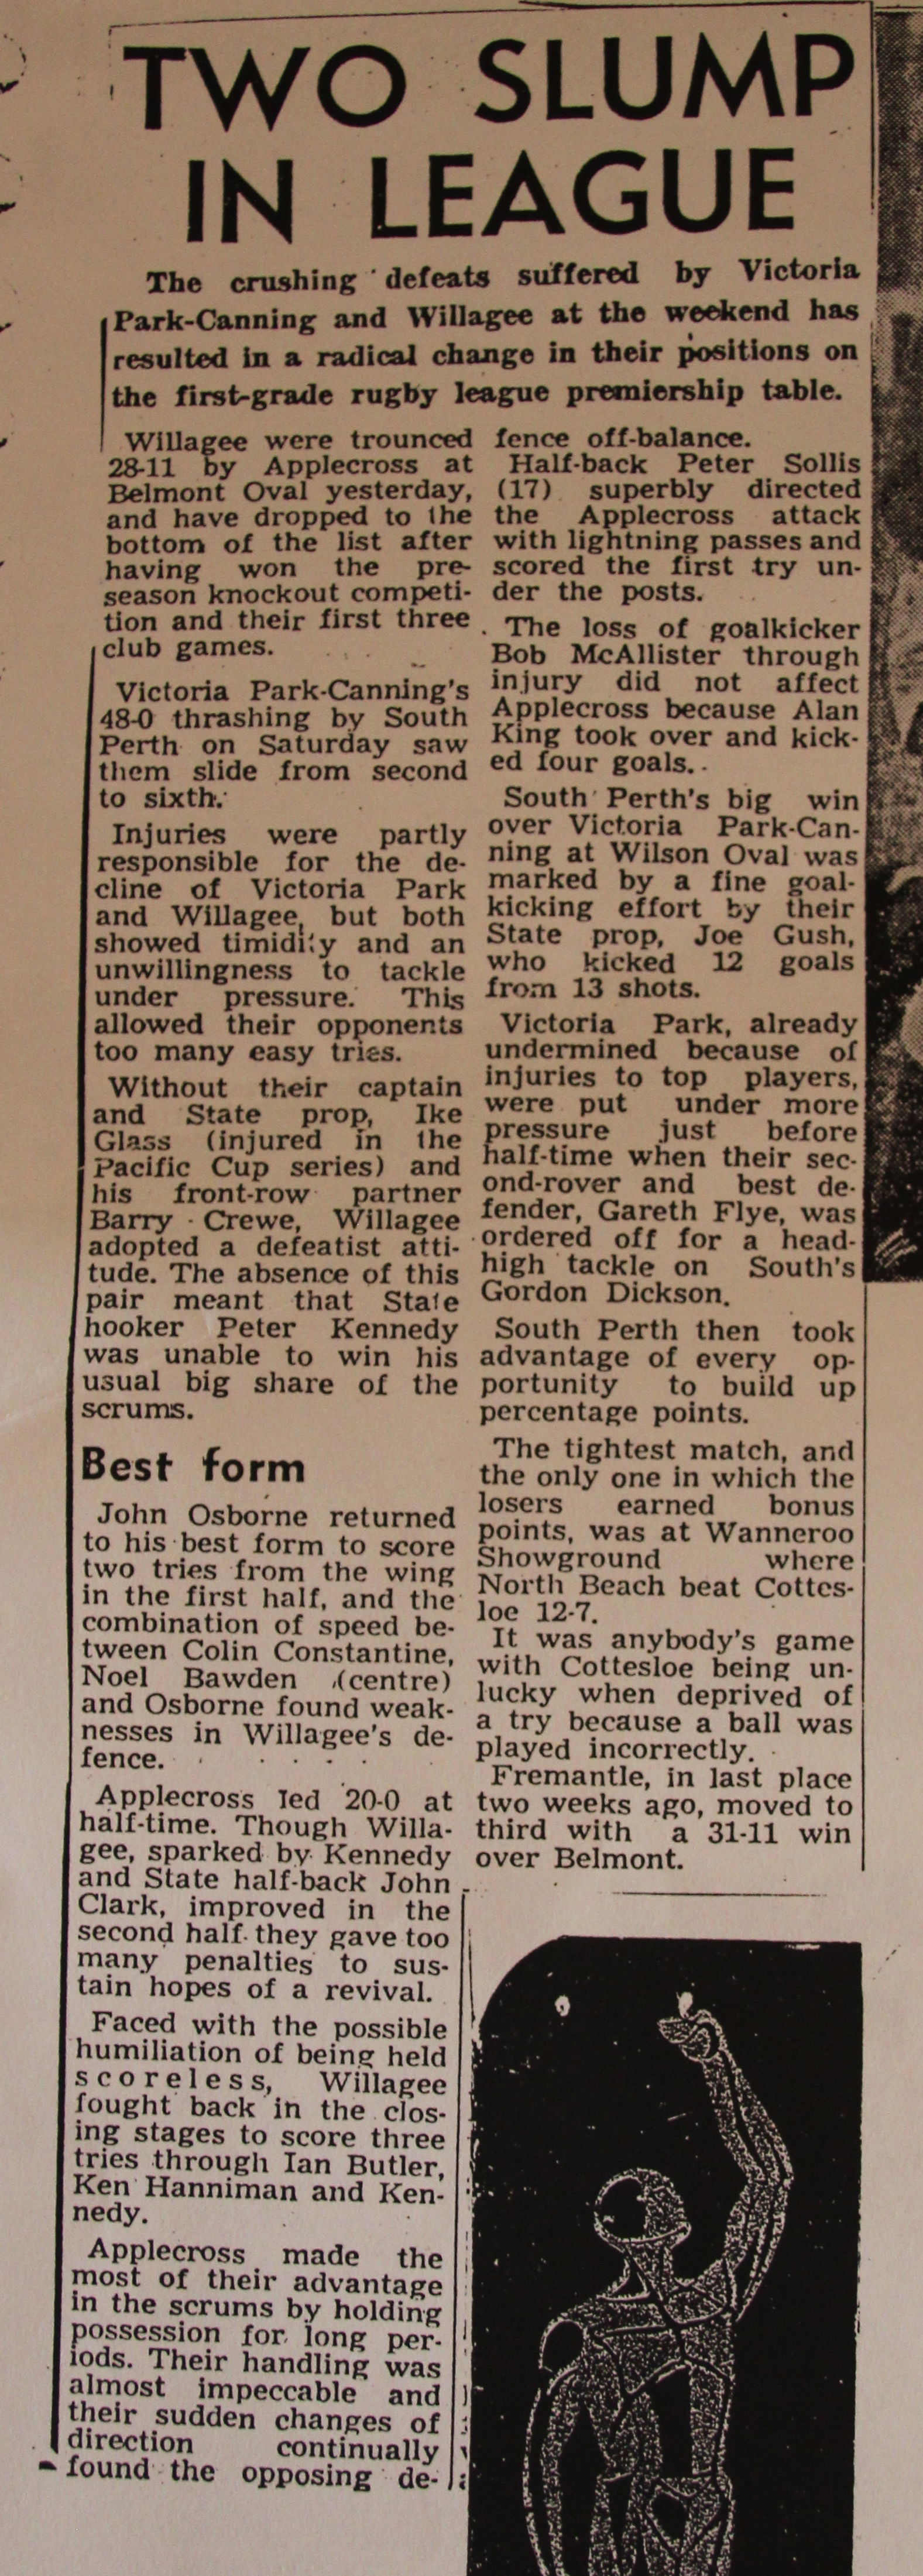 TWO SLUMP
IN LEAGUE
The crushing defeats suffered by Victoria
Park-Canning and Willagee at the weekend has
resulted in a radical change in their positions on
the first-grade rugby league premiership table.
Willagee were trounced
28-11 by Applecross at
Belmont Oval yesterday,
and have dropped to the
bottom of the list after
having won the pre-
season knockout competi-
tion and their first three
club games.
Victoria Park-Canning's
48-0 thrashing by South
Perth on Saturday saw
them slide from second
to sixth.
Injuries were partly
responsible for the de-
cline of Victoria Park
and Willagee, but both
showed timidity and an
unwillingness to tackle
under pressure. This
allowed their opponents
too many easy tries.
Without their captain
and State prop, Ike
Glass (injured in the
Pacific Cup series) and
his front-row partner
Barry Crewe, Willagee
adopted a defeatist atti-
tude. The absence of this
pair meant that State
hooker Peter Kennedy
was unable to win his
usual big share of the
scrums.
Best form
John Osborne returned
to his best form to score
two tries from the wing
in the first half, and the
combination of speed be-
tween Colin Constantine,
Noel Bawden (centre)
and Osborne found weak-
nesses in Willagee's de-
fence.
Applecross led 20-0 at
half-time. Though Willa-
gee, sparked by Kennedy
and State half-back John
Clark, improved in the
second half they gave too
many penalties to sus-
tain hopes of a revival.
Faced with the possible
humiliation of being held
scoreless, Willagee
fought back in the clos-
ing stages to score three
tries through Ian Butler,
Ken Hanniman and Ken-
nedy.
Applecross made the
most of their advantage
in the scrums by holding
possession for long per-
iods. Their handling was
almost impeccable and
their sudden changes of
direction continually
found the opposing de-
fence off-balance.
Half-back Peter Sollis
(17) superbly directed
the Applecross attack
with lightning passes and
scored the first try un-
der the posts.
The loss of goalkicker
Bob McAllister through
injury did not affect
Applecross because Alan
King took over and kick-
ed four goals.
South Perth's big win
over Victoria Park-Can-
ning at Wilson Oval was
marked by a fine goal-
kicking effort by their
State prop, Joe Gush,
who kicked 12 goals
from 13 shots.
Victoria Park, already
undermined because of
injuries to top players,
were put under more
pressure just before
half-time when their sec-
ond-rover and best de-
fender, Gareth Flye, was
ordered off for a head-
high tackle on South's
Gordon Dickson.
South Perth then took
advantage of every op-
portunity to build up
percentage points.
The tightest match, and
the only one in which the
losers earned bonus
points, was at Wanneroo
Showground where
North Beach beat Cottes-
loe 12-7.
It was anybody's game
with Cottesloe being un-
lucky when deprived of
a try because a ball was
played incorrectly.
Fremantle, in last place
two weeks ago, moved to
third with a 31-11 win
over Belmont.